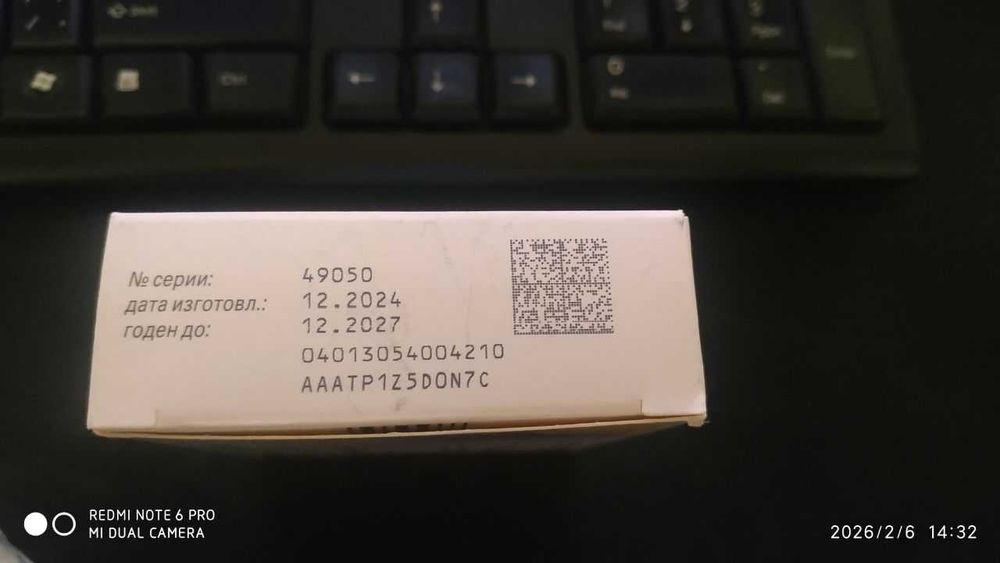 Ctrl
№ серии: 49050
дата изготовл.: 12.2024
годен до: 12.2027
04013054004210
AAATP1Z5DON7C
REDMI NOTE 6 PRO
MI DUAL CAMERA
2026/2/6 14:32